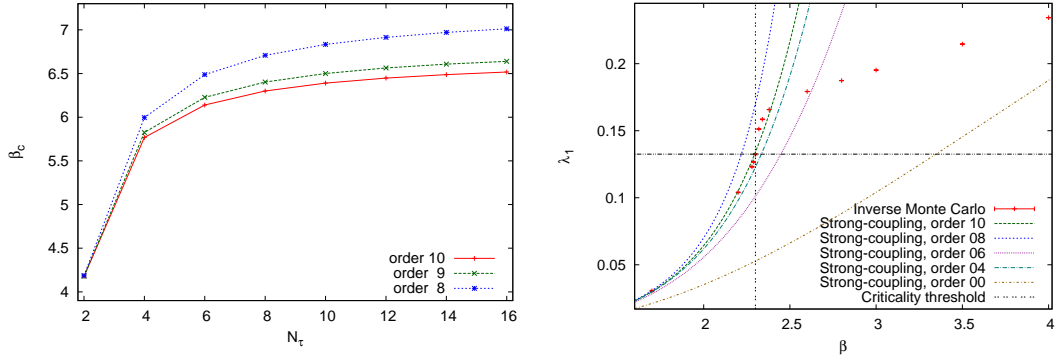 7
6.5
6
5.5
5
4.5
4
β_c
2
4
6
8
10
12
14
16
N_τ
order 10
order 9
order 8
0.2
0.15
0.1
0.05
λ_1
2
2.5
3
3.5
4
β
Inverse Monte Carlo
Strong-coupling, order 10
Strong-coupling, order 08
Strong-coupling, order 06
Strong-coupling, order 04
Strong-coupling, order 00
Criticality threshold